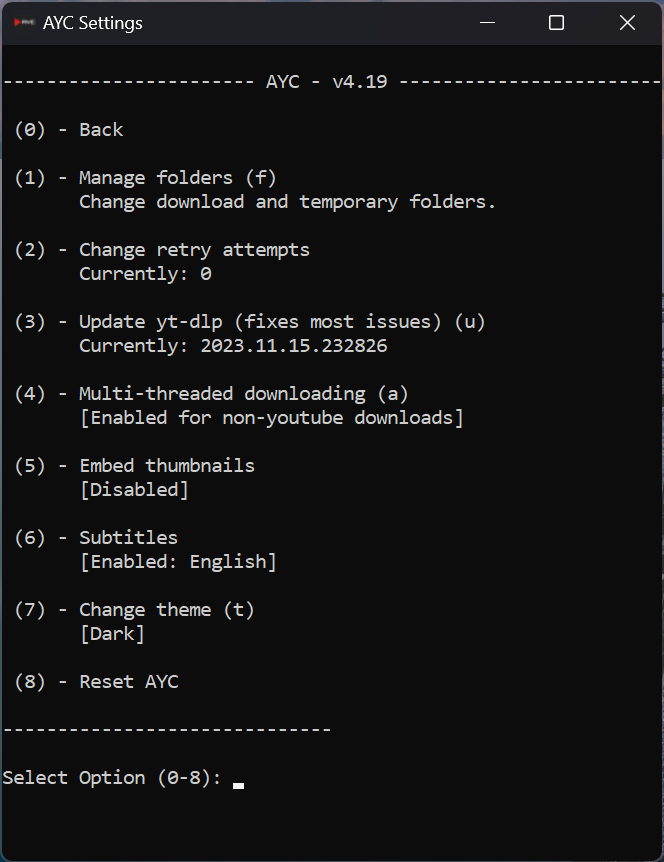 AYC Settings
----------------------- AYC - v4.19 ------------------------
(0) - Back
(1) - Manage folders (f)
Change download and temporary folders.
(2) - Change retry attempts
Currently: 0
(3) - Update yt-dlp (fixes most issues) (u)
Currently: 2023.11.15.232826
(4) - Multi-threaded downloading (a)
[Enabled for non-youtube downloads]
(5) - Embed thumbnails
[Disabled]
(6) - Subtitles
[Enabled: English]
(7) - Change theme (t)
[Dark]
(8) - Reset AYC
------------------------------
Select Option (0-8):